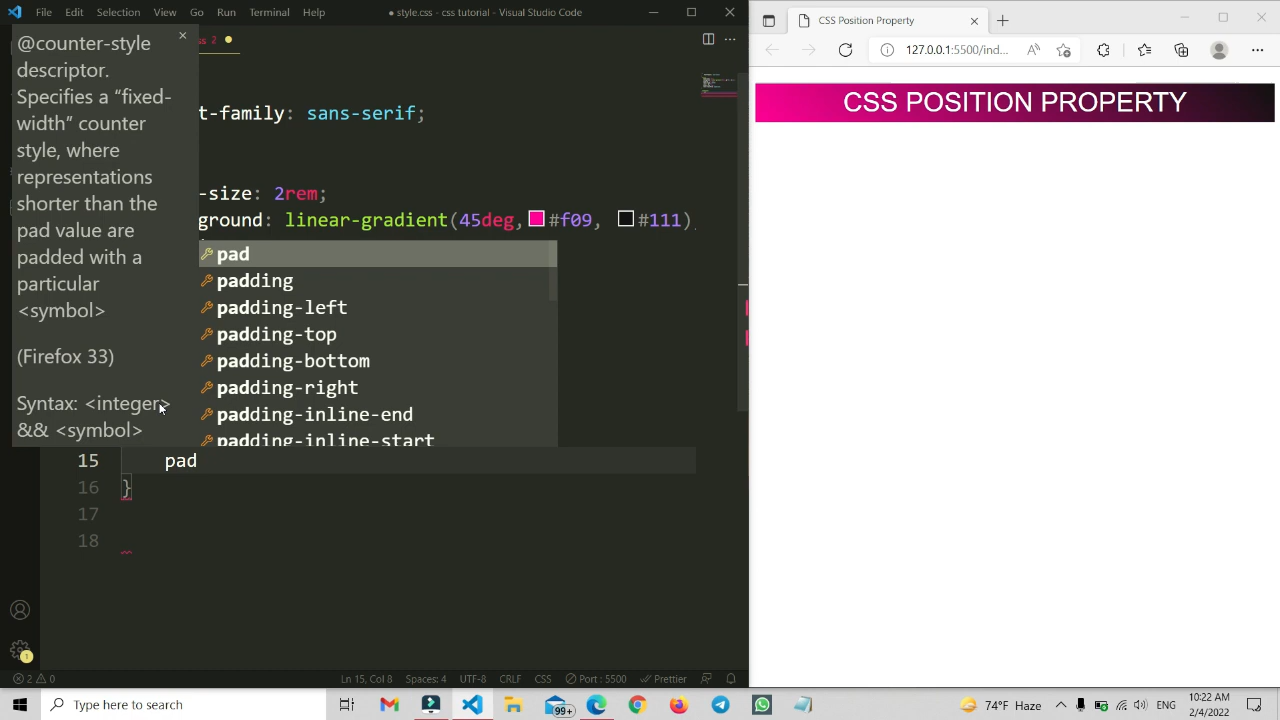 File Edit Selection View Go Run Terminal Help
● style.css - css tutorial - Visual Studio Code
CSS Position Property
127.0.0.1:5500/ind...
@counter-style
descriptor.
Specifies a “fixed-
width” counter
style, where
representations
shorter than the
pad value are
padded with a
particular
<symbol>
(Firefox 33)
Syntax: <integer>
&& <symbol>
ss 2
t-family: sans-serif;
-size: 2rem;
ground: linear-gradient(45deg, #f09, #111)
pad
padding
padding-left
padding-top
padding-bottom
padding-right
padding-inline-end
padding-inline-start
15 pad
16 }
17
18
CSS POSITION PROPERTY
2 0
Ln 15, Col 8 Spaces: 4 UTF-8 CRLF CSS Port : 5500 Prettier
Type here to search
99+
74°F Haze
ENG
10:22 AM
2/4/2022